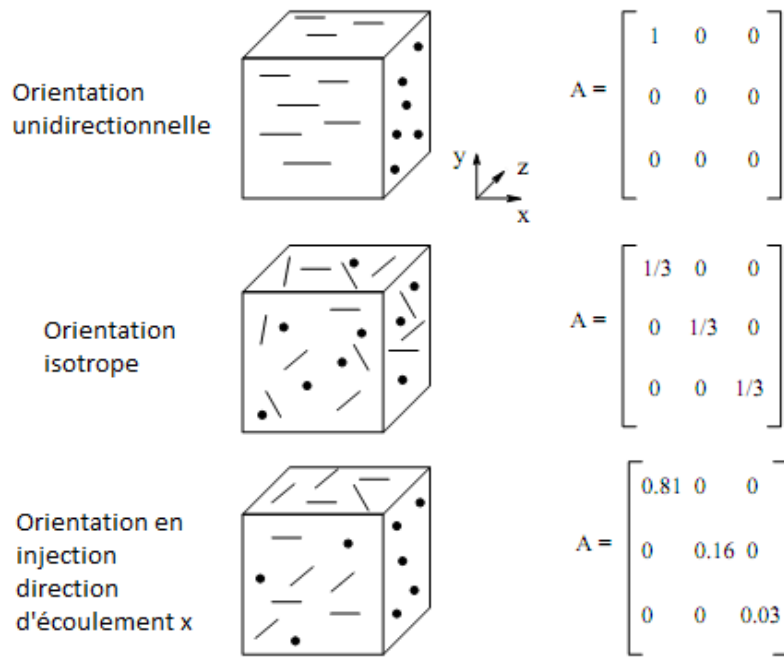 Orientation
unidirectionnelle
y
z
x
A =
1 0 0
0 0 0
0 0 0
Orientation
isotrope
A =
1/3 0 0
0 1/3 0
0 0 1/3
Orientation en
injection
direction
d'écoulement x
A =
0.81 0 0
0 0.16 0
0 0 0.03